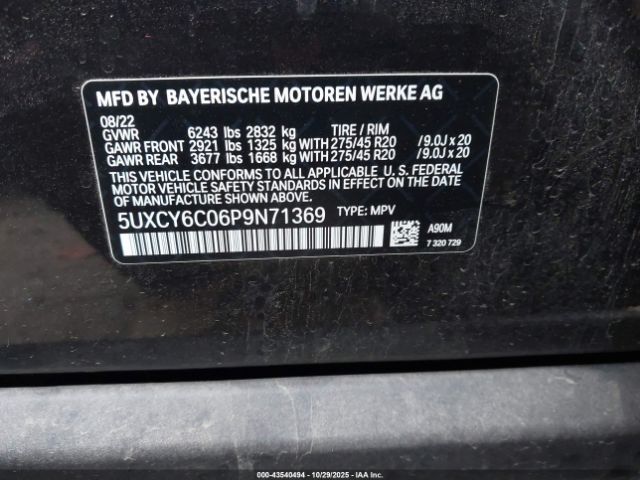 MFD BY BAYERISCHE MOTOREN WERKE AG
08/22
GVWR 6243 lbs 2832 kg TIRE / RIM
GAWR FRONT 2921 lbs 1325 kg WITH 275/45 R20 / 9.0J x 20
GAWR REAR 3677 lbs 1668 kg WITH 275/45 R20 / 9.0J x 20
THIS VEHICLE CONFORMS TO ALL APPLICABLE U. S. FEDERAL
MOTOR VEHICLE SAFETY STANDARDS IN EFFECT ON THE DATE
OF MANUFACTURE SHOWN ABOVE.
5UXCY6C06P9N71369 TYPE: MPV
A90M
7 320 729
© COPART - 43540494 - 10/29/2025 - IAAI.COM